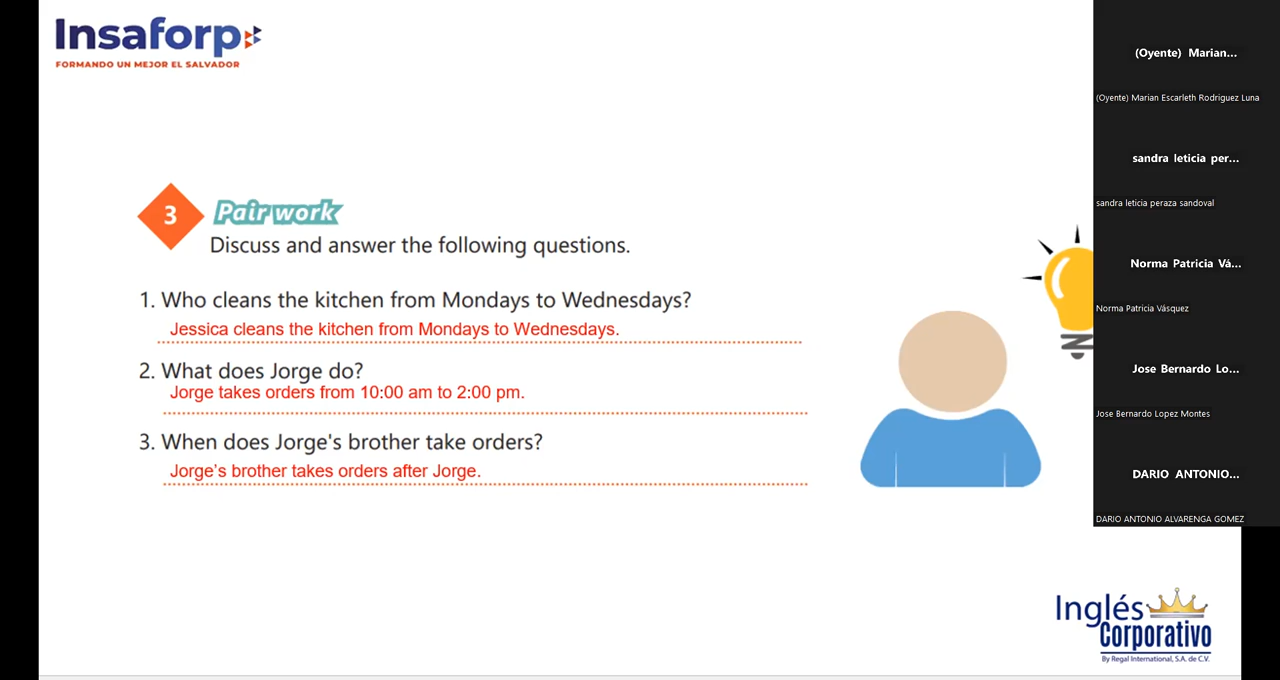 Insaforp
FORMANDO UN MEJOR EL SALVADOR
3
Pair work
Discuss and answer the following questions.
1. Who cleans the kitchen from Mondays to Wednesdays?
Jessica cleans the kitchen from Mondays to Wednesdays.
2. What does Jorge do?
Jorge takes orders from 10:00 am to 2:00 pm.
3. When does Jorge's brother take orders?
Jorge's brother takes orders after Jorge.
(Oyente) Marian...
(Oyente) Marian Escarleth Rodriguez Luna
sandra leticia per...
sandra leticia peraza sandoval
Norma Patricia Vá...
Norma Patricia Vásquez
Jose Bernardo Lo...
Jose Bernardo Lopez Montes
DARIO ANTONIO...
DARIO ANTONIO ALVARENGA GOMEZ
Inglés
Corporativo
By Regal International, S.A. de C.V.